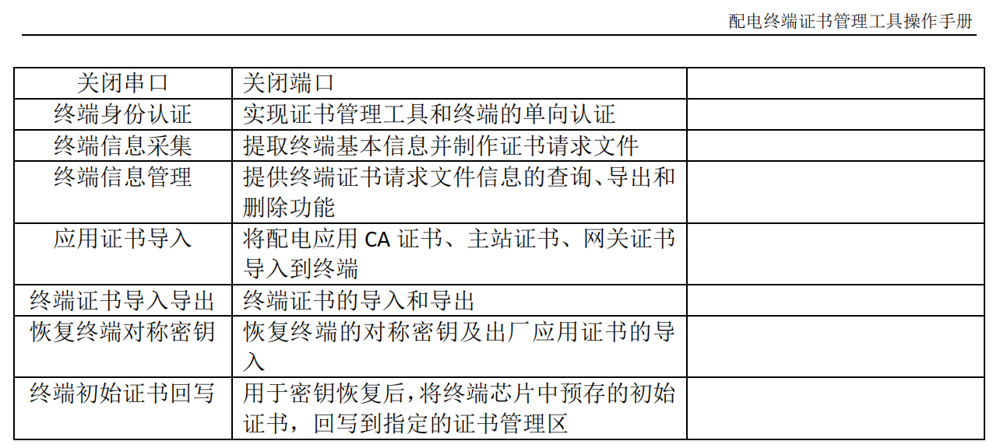 配电终端证书管理工具操作手册
关闭串口 关闭端口
终端身份认证 实现证书管理工具和终端的单向认证
终端信息采集 提取终端基本信息并制作证书请求文件
终端信息管理 提供终端证书请求文件信息的查询、导出和
删除功能
应用证书导入 将配电应用 CA 证书、主站证书、网关证书
导入到终端
终端证书导入导出 终端证书的导入和导出
恢复终端对称密钥 恢复终端的对称密钥及出厂应用证书的导
入
终端初始证书回写 用于密钥恢复后，将终端芯片中预存的初始
证书，回写到指定的证书管理区